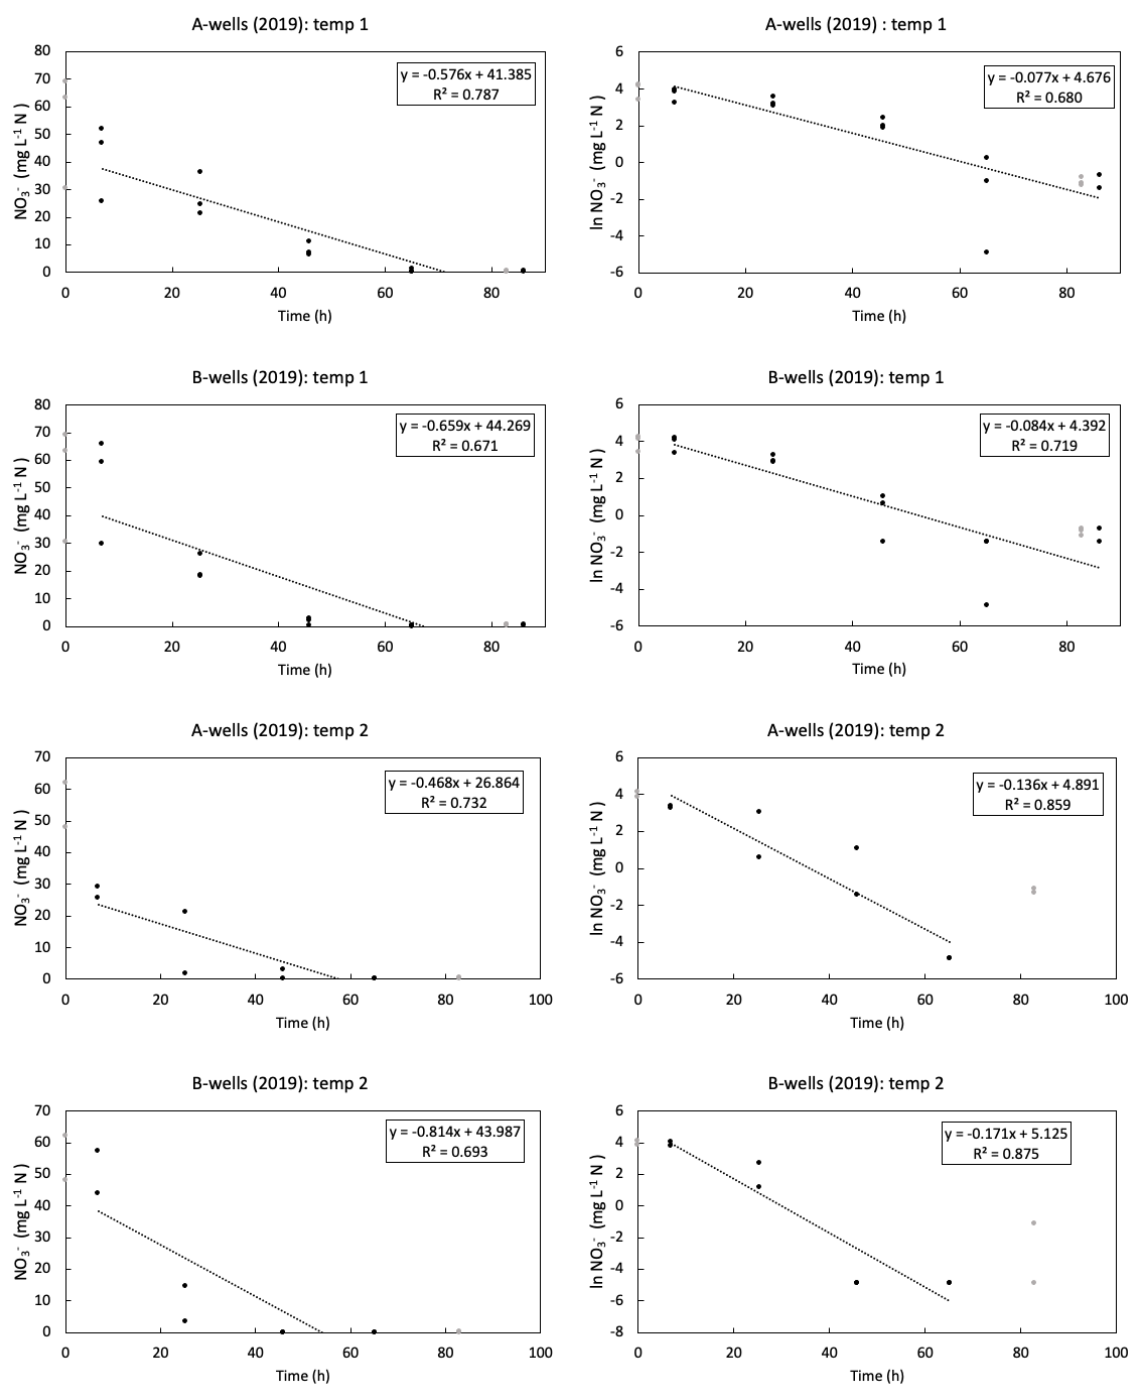 A-wells (2019): temp 1
y = -0.576x + 41.385
R² = 0.787
NO₃⁻ (mg L⁻¹ N)
80
70
60
50
40
30
20
10
0
0 20 40 60 80
Time (h)
A-wells (2019) : temp 1
y = -0.077x + 4.676
R² = 0.680
ln NO₃⁻ (mg L⁻¹ N )
6
4
2
0
-2
-4
-6
0 20 40 60 80
Time (h)
B-wells (2019): temp 1
y = -0.659x + 44.269
R² = 0.671
NO₃⁻ (mg L⁻¹ N)
80
70
60
50
40
30
20
10
0
0 20 40 60 80
Time (h)
B-wells (2019): temp 1
y = -0.084x + 4.392
R² = 0.719
ln NO₃⁻ (mg L⁻¹ N )
6
4
2
0
-2
-4
-6
0 20 40 60 80
Time (h)
A-wells (2019): temp 2
y = -0.468x + 26.864
R² = 0.732
NO₃⁻ (mg L⁻¹ N)
70
60
50
40
30
20
10
0
0 20 40 60 80 100
Time (h)
A-wells (2019): temp 2
y = -0.136x + 4.891
R² = 0.859
ln NO₃⁻ (mg L⁻¹ N )
6
4
2
0
-2
-4
-6
0 20 40 60 80 100
Time (h)
B-wells (2019): temp 2
y = -0.814x + 43.987
R² = 0.693
NO₃⁻ (mg L⁻¹ N)
70
60
50
40
30
20
10
0
0 20 40 60 80 100
Time (h)
B-wells (2019): temp 2
y = -0.171x + 5.125
R² = 0.875
ln NO₃⁻ (mg L⁻¹ N )
6
4
2
0
-2
-4
-6
-8
0 20 40 60 80 100
Time (h)